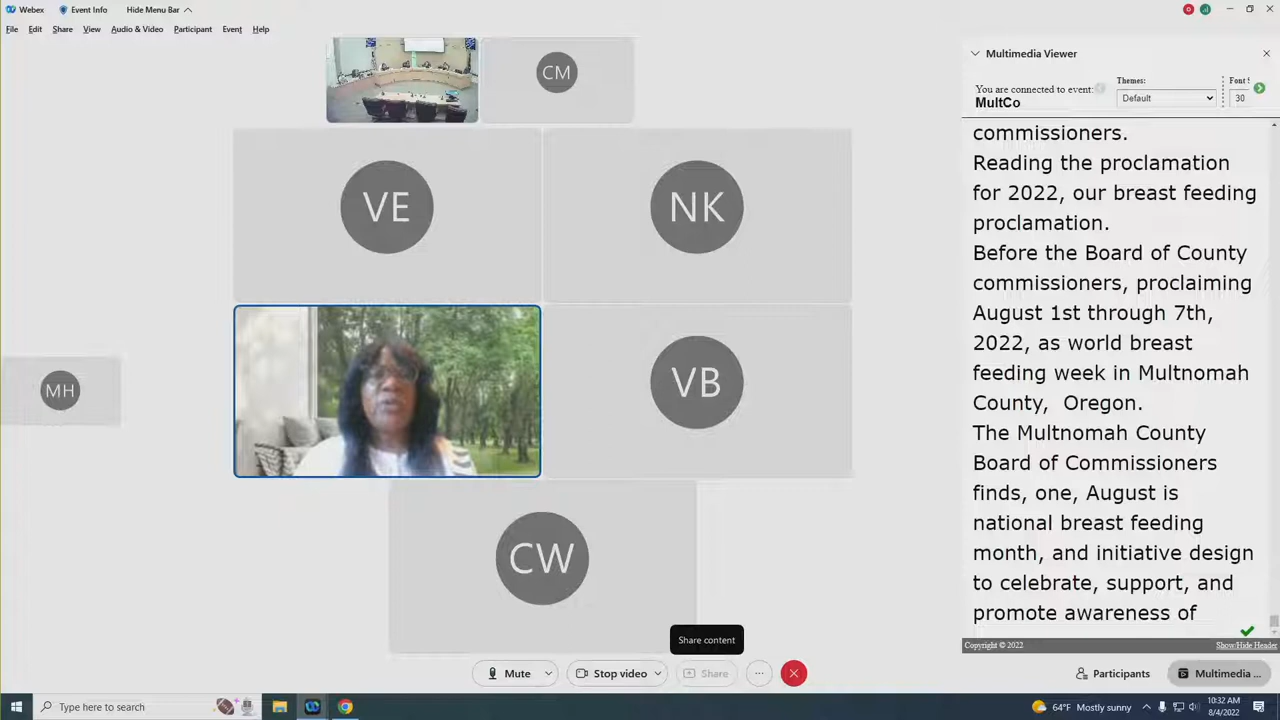 Webex
Event Info
Hide Menu Bar
File Edit Share View Audio & Video Participant Event Help
CM
VE
NK
MH
VB
CW
Share content
Mute
Stop video
Share
Multimedia Viewer
You are connected to event:
MultCo
Themes:
Default
Font
30
commissioners.
Reading the proclamation
for 2022, our breast feeding
proclamation.
Before the Board of County
commissioners, proclaiming
August 1st through 7th,
2022, as world breast
feeding week in Multnomah
County, Oregon.
The Multnomah County
Board of Commissioners
finds, one, August is
national breast feeding
month, and initiative design
to celebrate, support, and
promote awareness of
Copyright © 2022
Show/Hide Header
Participants
Multimedia ...
Type here to search
64°F Mostly sunny
10:32 AM
8/4/2022